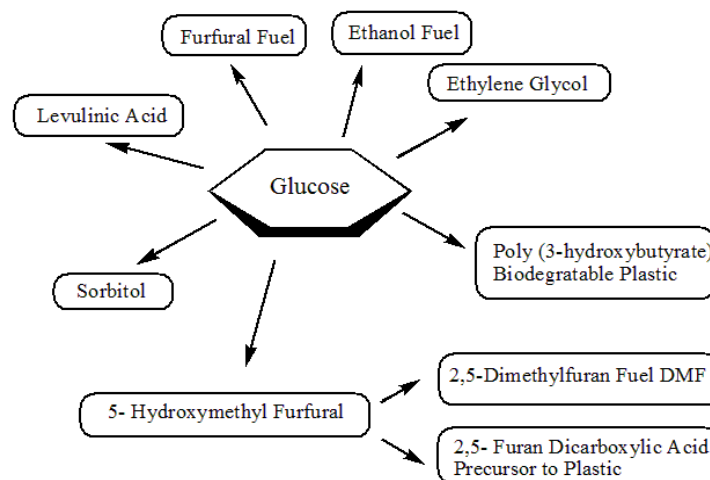 Furfural Fuel
Ethanol Fuel
Ethylene Glycol
Levulinic Acid
Glucose
Poly (3-hydroxybutyrate)
Biodegratable Plastic
Sorbitol
2,5-Dimethylfuran Fuel DMF
5- Hydroxymethyl Furfural
2,5- Furan Dicarboxylic Acid
Precursor to Plastic